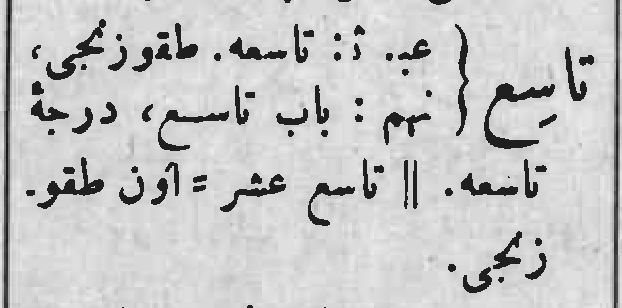 تاسِع { عب. ث: تاسعه. طقوزنجی،
نهم : باب تاسع، درجهٔ
تاسعه. || تاسع عشر = اون طقو-
زنجی.